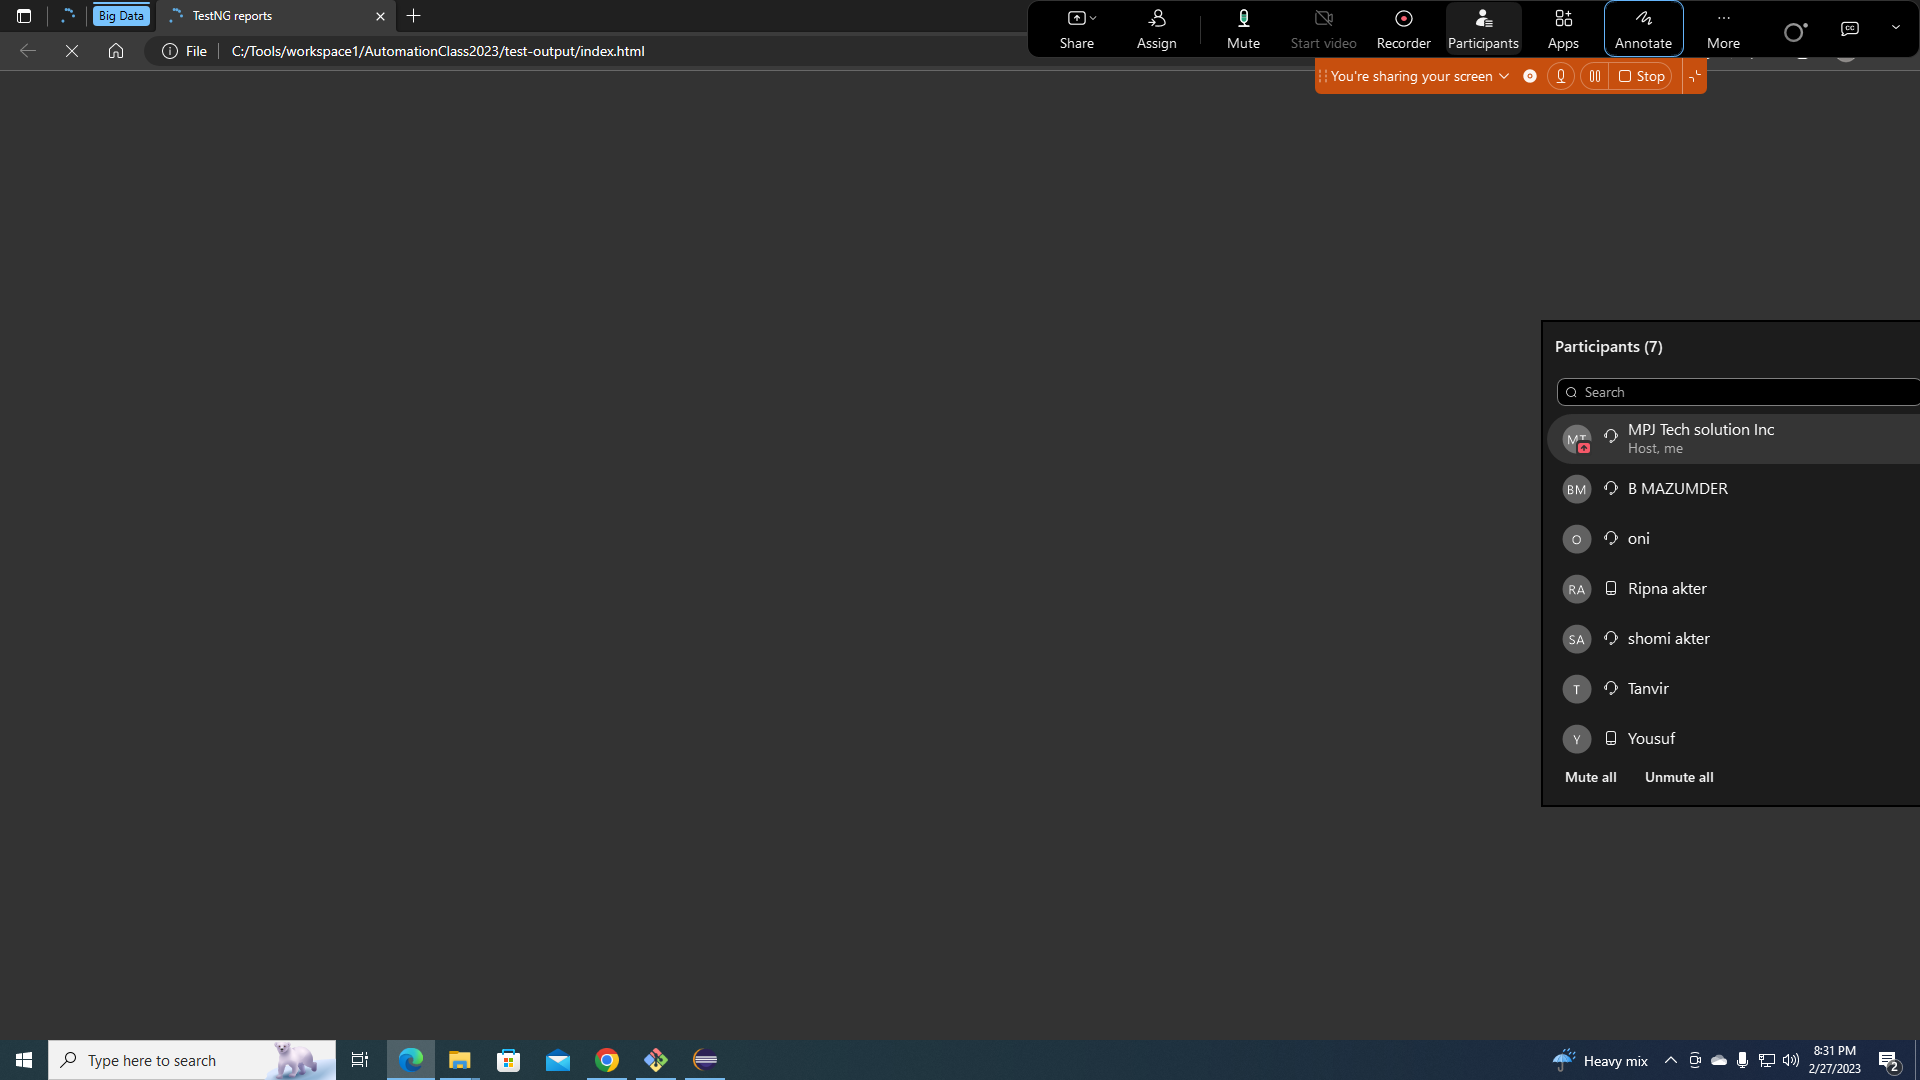 Big Data
TestNG reports
File
C:/Tools/workspace1/AutomationClass2023/test-output/index.html
Share
Assign
Mute
Start video
Recorder
Participants
Apps
Annotate
More
CC
You're sharing your screen
Stop
Participants (7)
Search
MT
MPJ Tech solution Inc
Host, me
BM
B MAZUMDER
O
oni
RA
Ripna akter
SA
shomi akter
T
Tanvir
Y
Yousuf
Mute all
Unmute all
Type here to search
Heavy mix
8:31 PM
2/27/2023
2